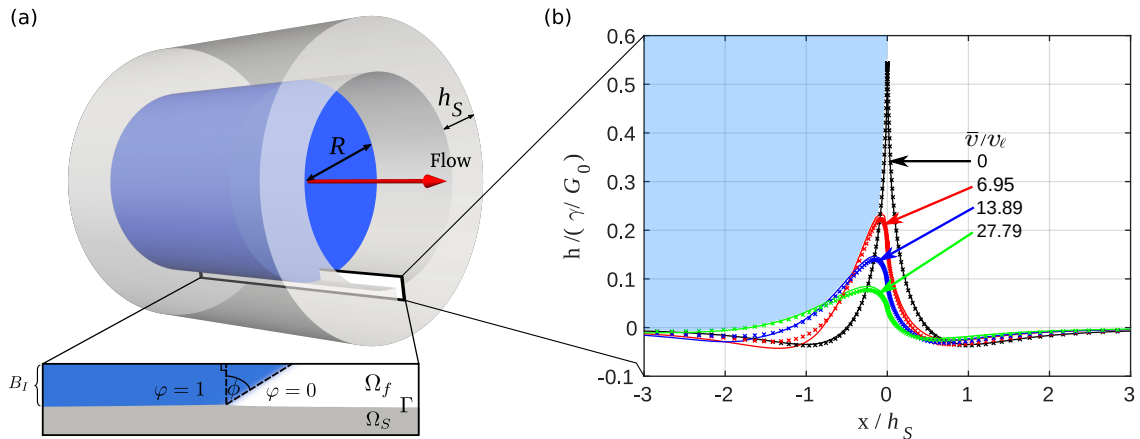 (a)
h_S
R
Flow
B_I
φ = 1
ϕ
φ = 0
Ω_f
Γ
Ω_S
(b)
h /( γ / G_0 )
0.6
0.5
0.4
0.3
0.2
0.1
0
-0.1
v̅/v_ℓ
0
6.95
13.89
27.79
-3
-2
-1
0
1
2
3
x / h_S